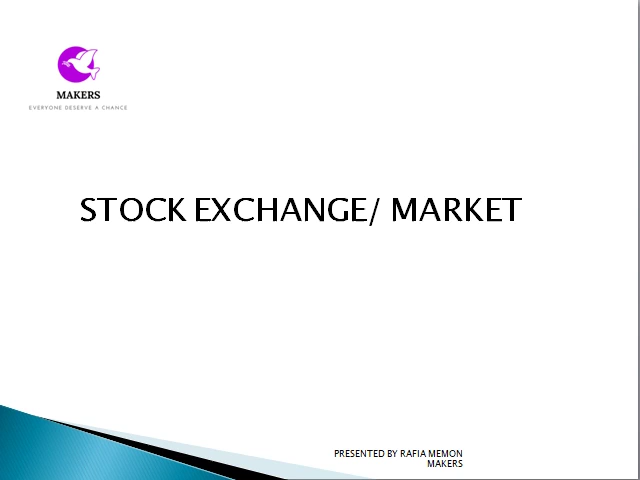 MAKERS
EVERYONE DESERVE A CHANCE
STOCK EXCHANGE/ MARKET
PRESENTED BY RAFIA MEMON
MAKERS